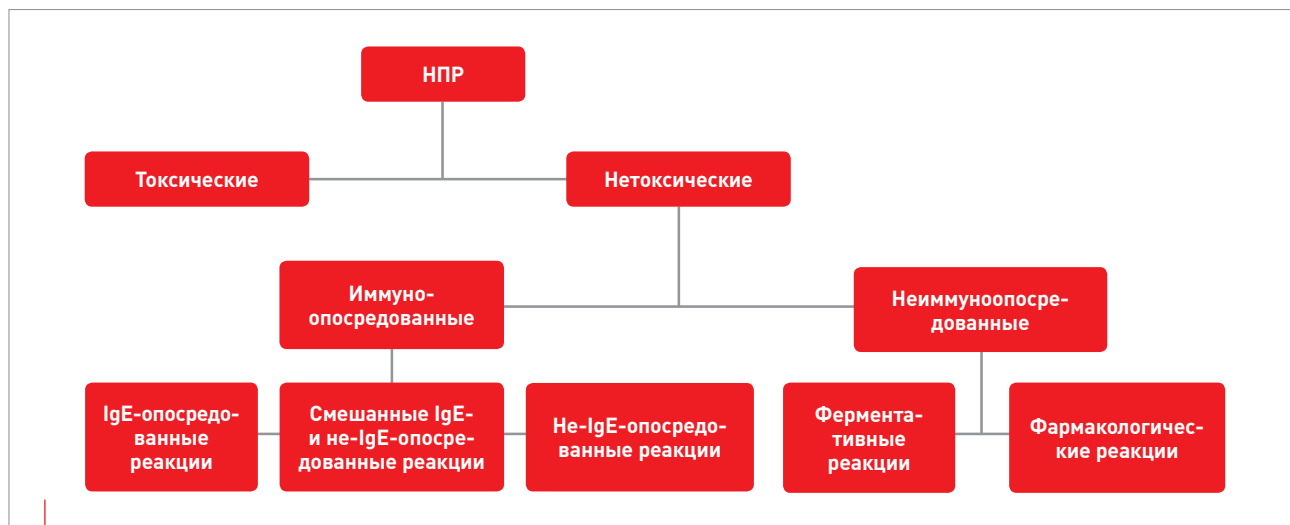 НПР
Токсические
Нетоксические
Иммуно-
опосредованные
Неиммуноопосре-
дованные
IgE-опосредо-
ванные
реакции
Смешанные IgE-
и не-IgE-опосре-
дованные реакции
Не-IgE-опосредо-
ванные реакции
Фермента-
тивные
реакции
Фармакологичес-
кие реакции